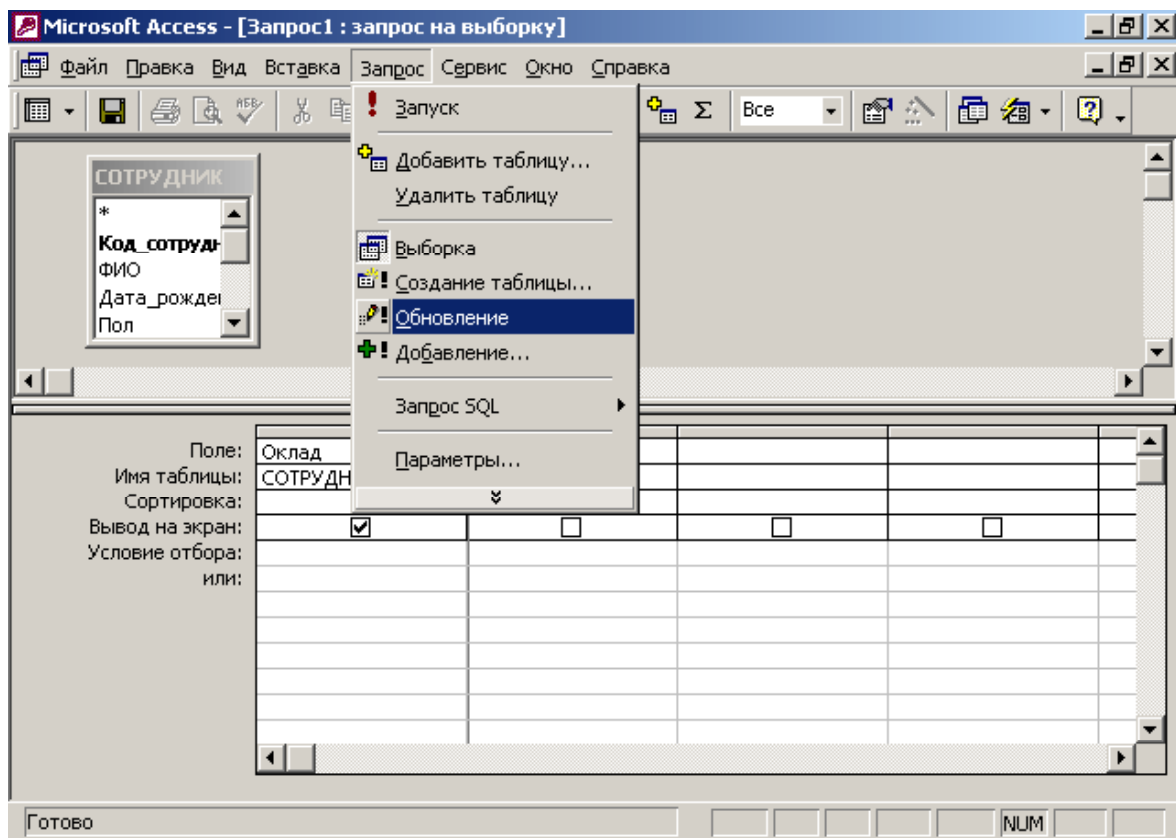 Microsoft Access - [Запрос1 : запрос на выборку]
Файл Правка Вид Вставка Запрос Сервис Окно Справка
Все
Запуск
Добавить таблицу...
Удалить таблицу
Выборка
Создание таблицы...
Обновление
Добавление...
Запрос SQL
Параметры...
СОТРУДНИК
*
Код_сотрудн
ФИО
Дата_рожде
Пол
Поле: Оклад
Имя таблицы: СОТРУДН
Сортировка:
Вывод на экран:
Условие отбора:
или:
Готово
NUM